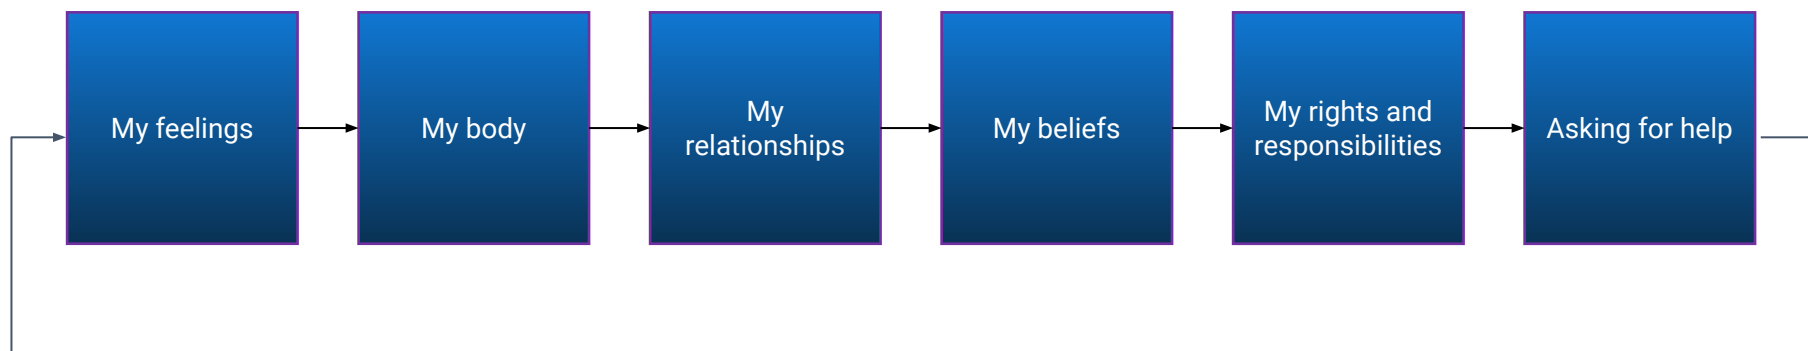 My feelings
My body
My
relationships
My beliefs
My rights and
responsibilities
Asking for help